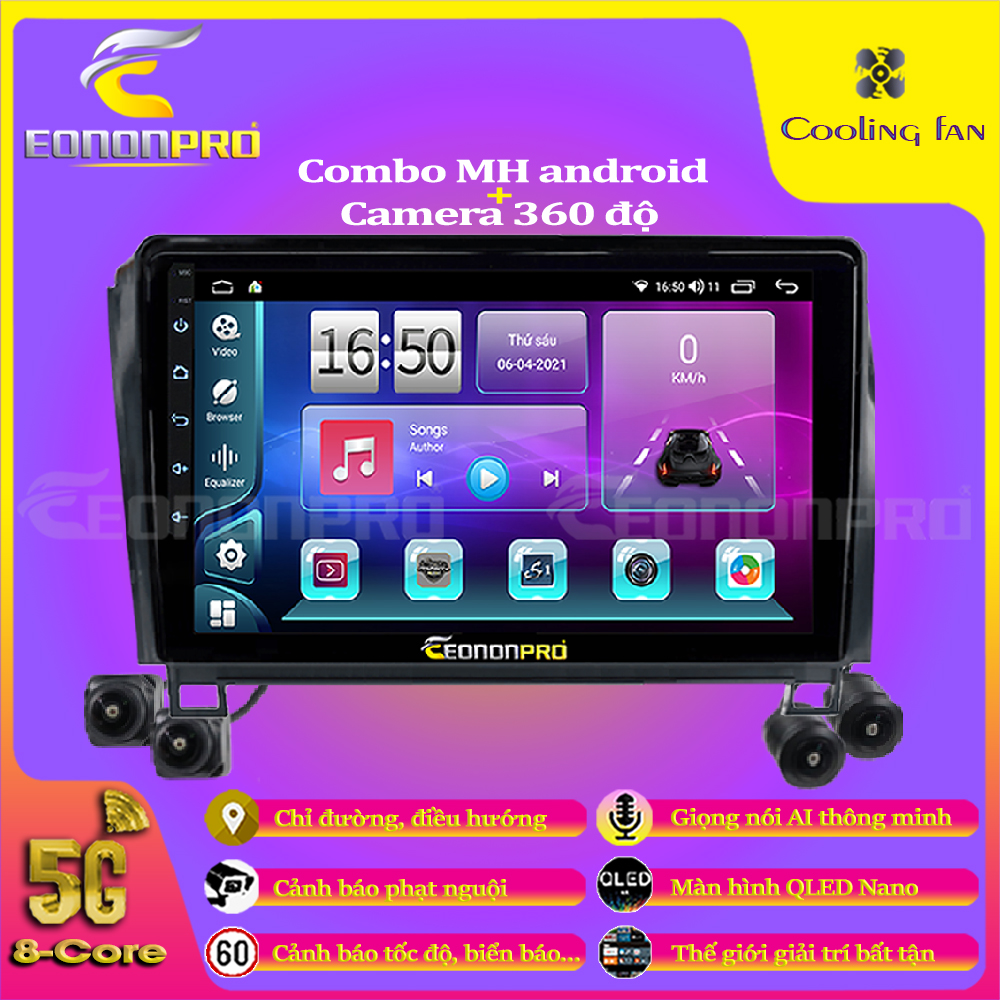 EONONPRO
Cooling fan
Combo MH android
+
Camera 360 độ
MIC
RST
16:50
11
Video
Browser
Equalizer
16:50
Thứ sáu
06-04-2021
0
KM/h
Songs
Author
EONONPRO
EONONPRO
EONONPRO
5G
8-Core
Chỉ đường, điều hướng
Cảnh báo phạt nguội
60
Cảnh báo tốc độ, biển báo...
Giọng nói AI thông minh
QLED
Màn hình QLED Nano
Thế giới giải trí bất tận